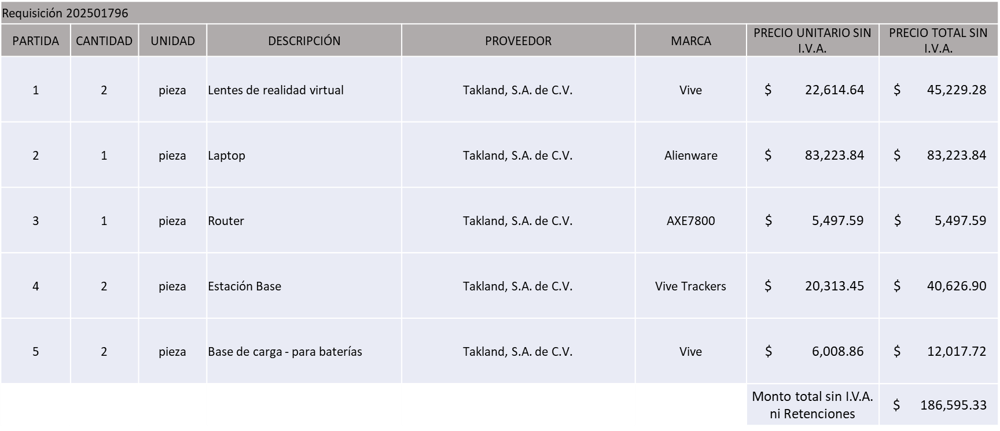 Requisición 202501796
PARTIDA CANTIDAD UNIDAD DESCRIPCIÓN PROVEEDOR MARCA PRECIO UNITARIO SIN I.V.A. PRECIO TOTAL SIN I.V.A.
1 2 pieza Lentes de realidad virtual Takland, S.A. de C.V. Vive $ 22,614.64 $ 45,229.28
2 1 pieza Laptop Takland, S.A. de C.V. Alienware $ 83,223.84 $ 83,223.84
3 1 pieza Router Takland, S.A. de C.V. AXE7800 $ 5,497.59 $ 5,497.59
4 2 pieza Estación Base Takland, S.A. de C.V. Vive Trackers $ 20,313.45 $ 40,626.90
5 2 pieza Base de carga - para baterías Takland, S.A. de C.V. Vive $ 6,008.86 $ 12,017.72
Monto total sin I.V.A. ni Retenciones $ 186,595.33